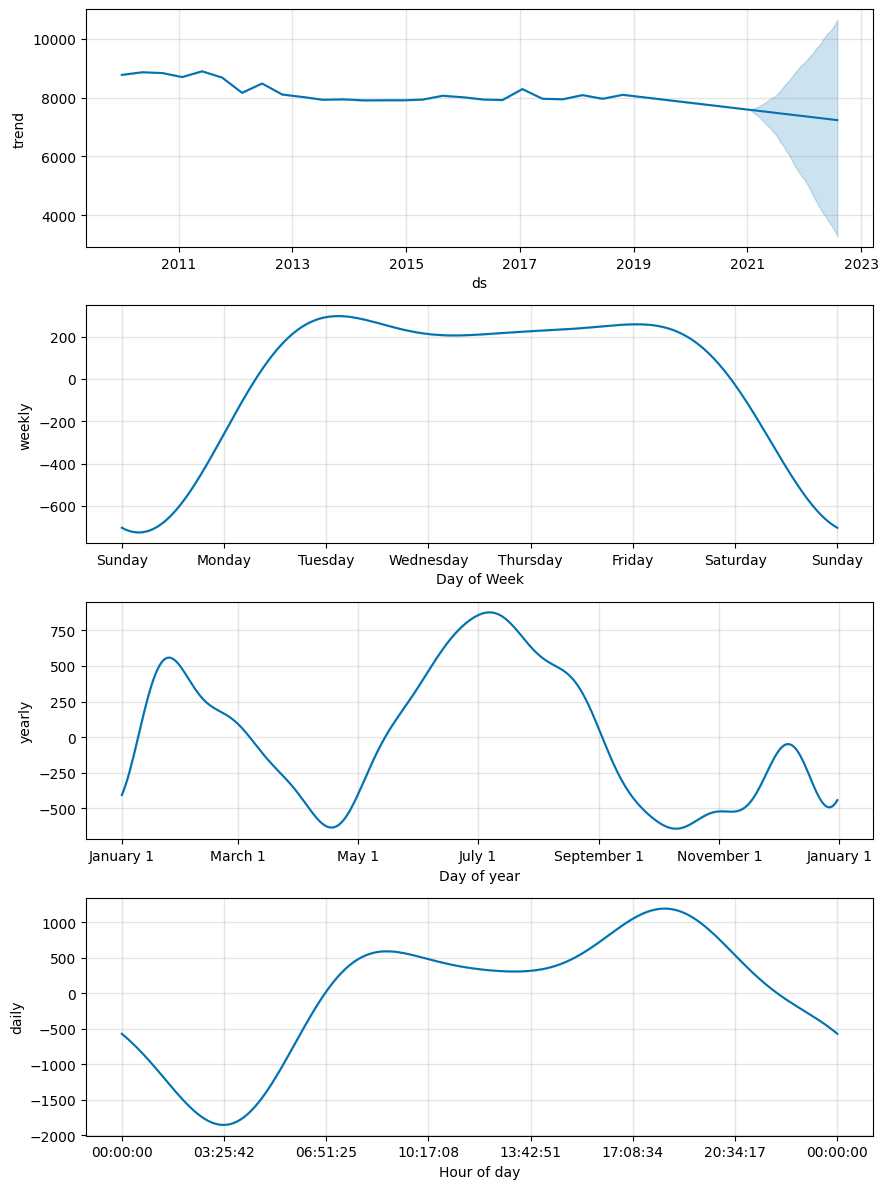 10000
8000
6000
4000
trend
2011 2013 2015 2017 2019 2021 2023
ds
200
0
−200
−400
−600
weekly
Sunday Monday Tuesday Wednesday Thursday Friday Saturday Sunday
Day of Week
750
500
250
0
−250
−500
yearly
January 1 March 1 May 1 July 1 September 1 November 1 January 1
Day of year
1000
500
0
−500
−1000
−1500
−2000
daily
00:00:00 03:25:42 06:51:25 10:17:08 13:42:51 17:08:34 20:34:17 00:00:00
Hour of day